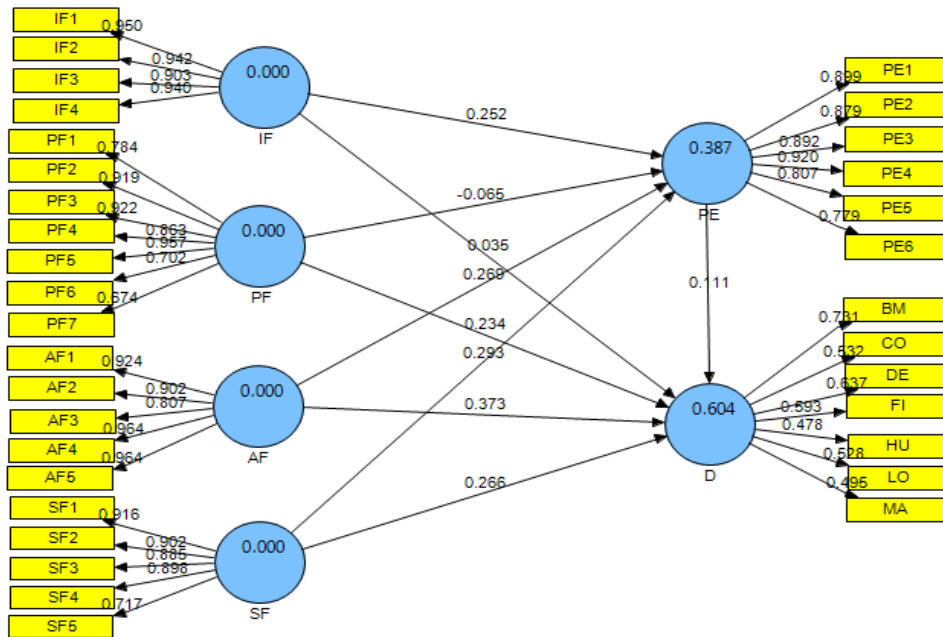 IF1
IF2
IF3
IF4
0.950
0.942
0.903
0.940
0.000
IF
PF1
PF2
PF3
PF4
PF5
PF6
PF7
0.784
0.919
0.922
0.863
0.957
0.702
0.674
0.000
PF
AF1
AF2
AF3
AF4
AF5
0.924
0.902
0.807
0.964
0.964
0.000
AF
SF1
SF2
SF3
SF4
SF5
0.916
0.902
0.885
0.898
0.717
0.000
SF
0.252
-0.065
0.035
0.269
0.234
0.293
0.373
0.266
0.111
0.387
PE
0.899
0.879
0.892
0.920
0.807
0.779
PE1
PE2
PE3
PE4
PE5
PE6
0.604
D
0.731
0.532
0.637
0.593
0.478
0.528
0.495
BM
CO
DE
FI
HU
LO
MA